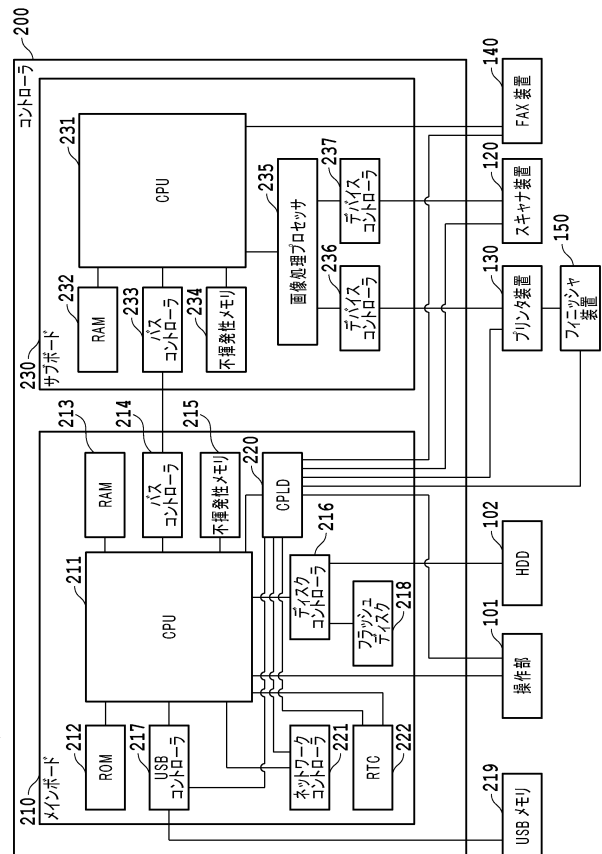 200
コントローラ
210
メインボード
212
ROM
217
USB
コントローラ
211
CPU
213
RAM
214
バス
コントローラ
215
不揮発性メモリ
220
CPLD
216
ディスク
コントローラ
フラッシュ
ディスク
218
ネットワーク
コントローラ
221
RTC
222
230
サブボード
232
RAM
233
バス
コントローラ
234
不揮発性メモリ
231
CPU
235
画像処理プロセッサ
236
デバイス
コントローラ
237
デバイス
コントローラ
219
USBメモリ
101
操作部
102
HDD
130
プリンタ装置
150
フィニッシャ
装置
120
スキャナ装置
140
FAX装置